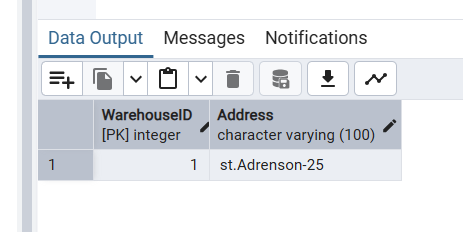 Data Output Messages Notifications
WarehouseID Address
[PK] integer character varying (100)
1 1 st.Adrenson-25